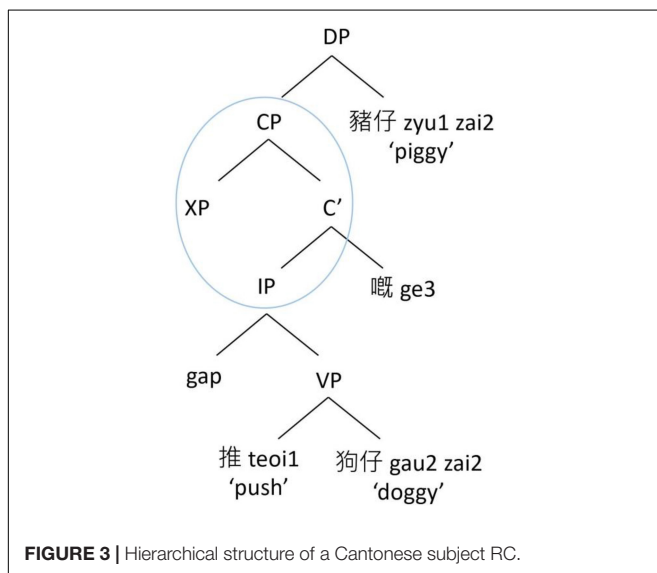 DP
CP 豬仔 zyu1 zai2
'piggy'
XP C’
IP 嘅 ge3
gap VP
推 teoi1 狗仔 gau2 zai2
'push' 'doggy'
FIGURE 3 | Hierarchical structure of a Cantonese subject RC.